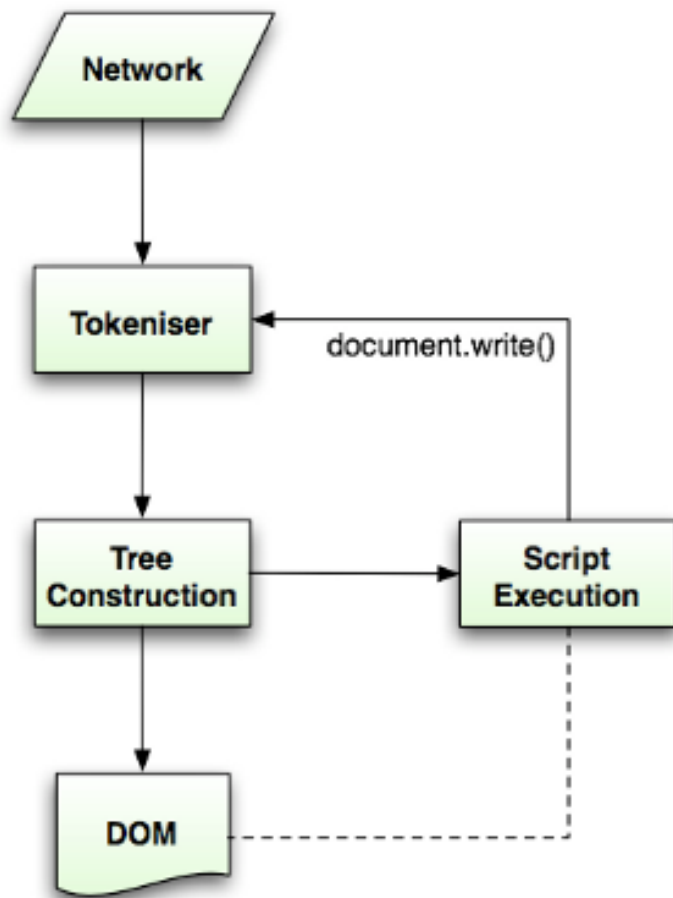 Network
Tokeniser
document.write()
Tree
Construction
Script
Execution
DOM